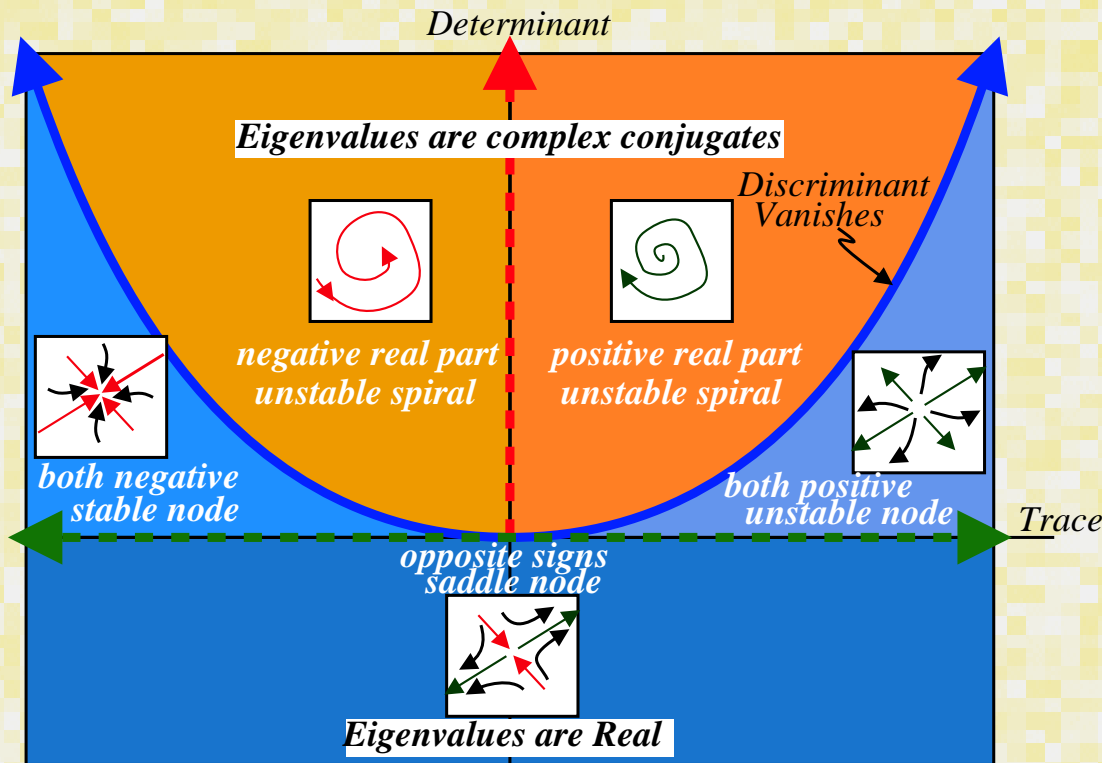 Determinant
Eigenvalues are complex conjugates
Discriminant
Vanishes
negative real part
unstable spiral
positive real part
unstable spiral
both negative
stable node
both positive
unstable node
Trace
opposite signs
saddle node
Eigenvalues are Real